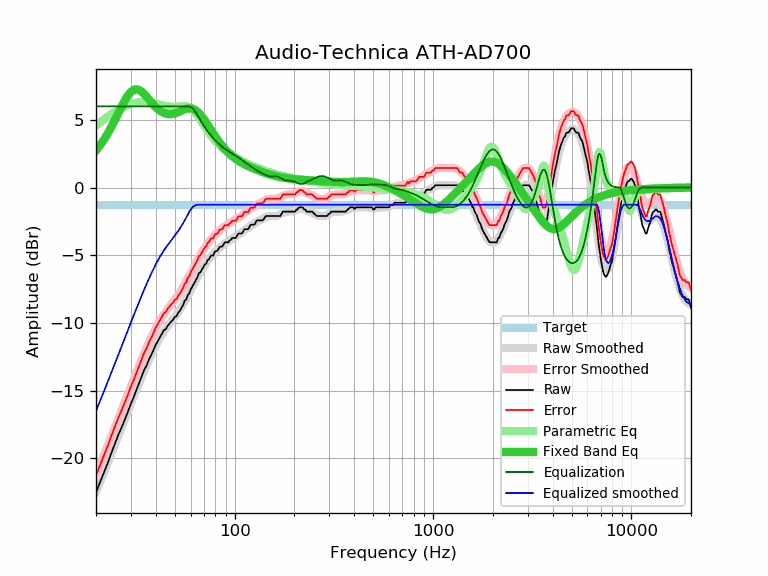 Audio-Technica ATH-AD700
Amplitude (dBr)
5
0
−5
−10
−15
−20
Target
Raw Smoothed
Error Smoothed
Raw
Error
Parametric Eq
Fixed Band Eq
Equalization
Equalized smoothed
100
1000
10000
Frequency (Hz)